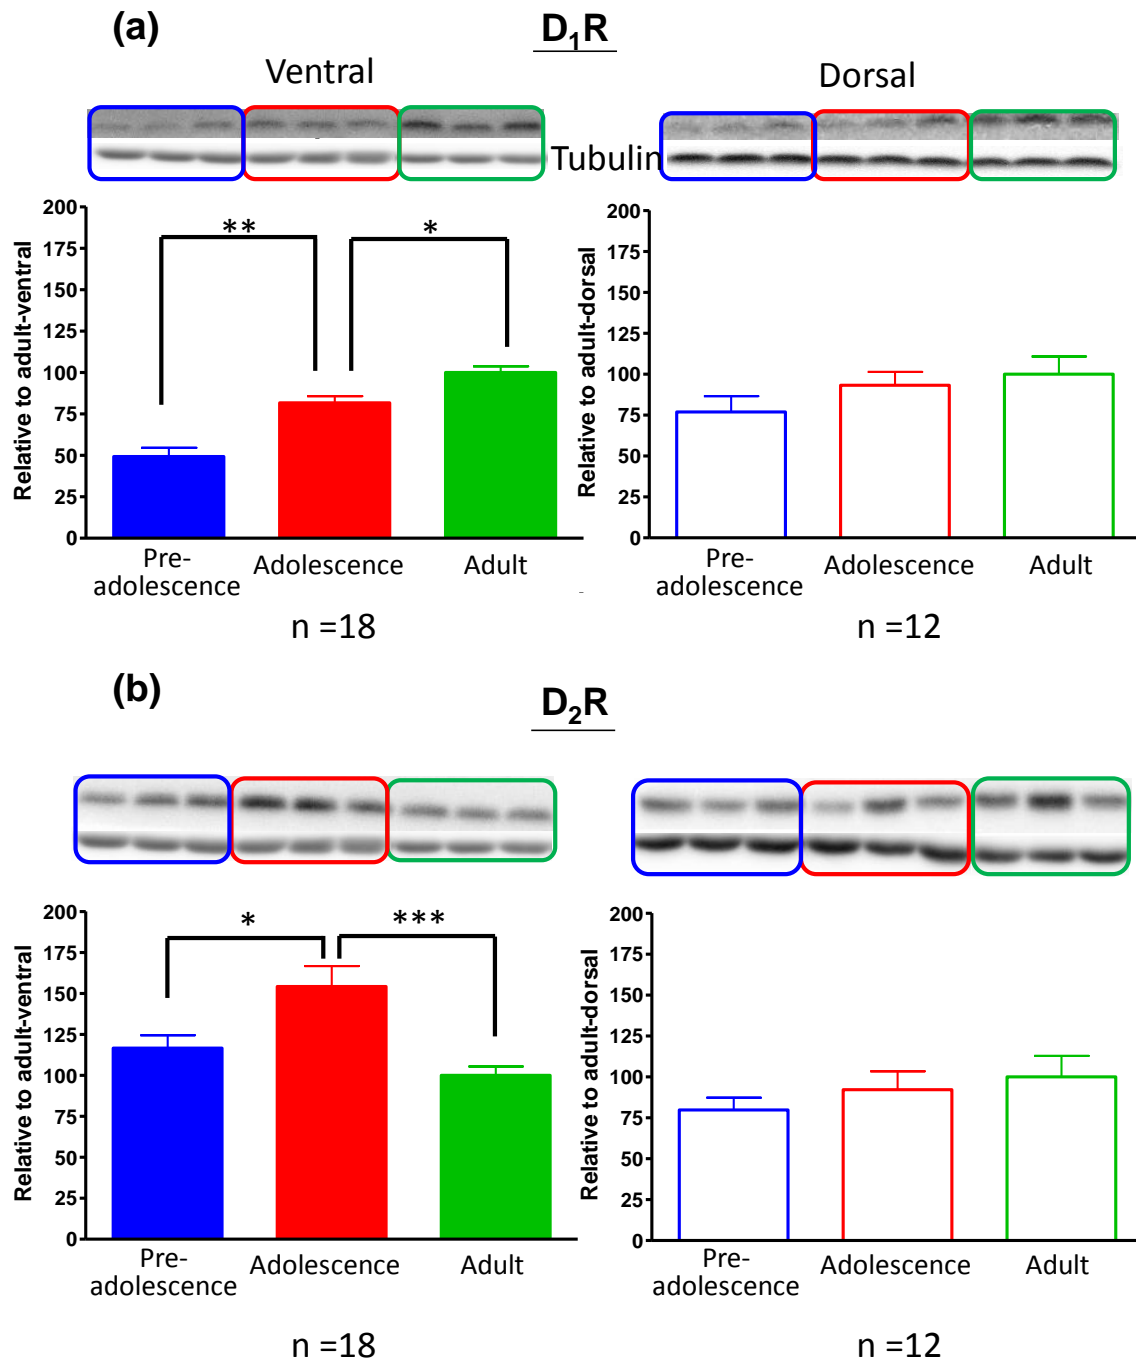 (a)
D₁R
Ventral
Dorsal
Tubulin
200
175
150
125
100
75
50
25
0
Relative to adult-ventral
**
*
Pre-
adolescence
Adolescence
Adult
n =18
200
175
150
125
100
75
50
25
0
Relative to adult-dorsal
Pre-
adolescence
Adolescence
Adult
n =12
(b)
D₂R
200
175
150
125
100
75
50
25
0
Relative to adult-ventral
*
***
Pre-
adolescence
Adolescence
Adult
n =18
200
175
150
125
100
75
50
25
0
Relative to adult-dorsal
Pre-
adolescence
Adolescence
Adult
n =12